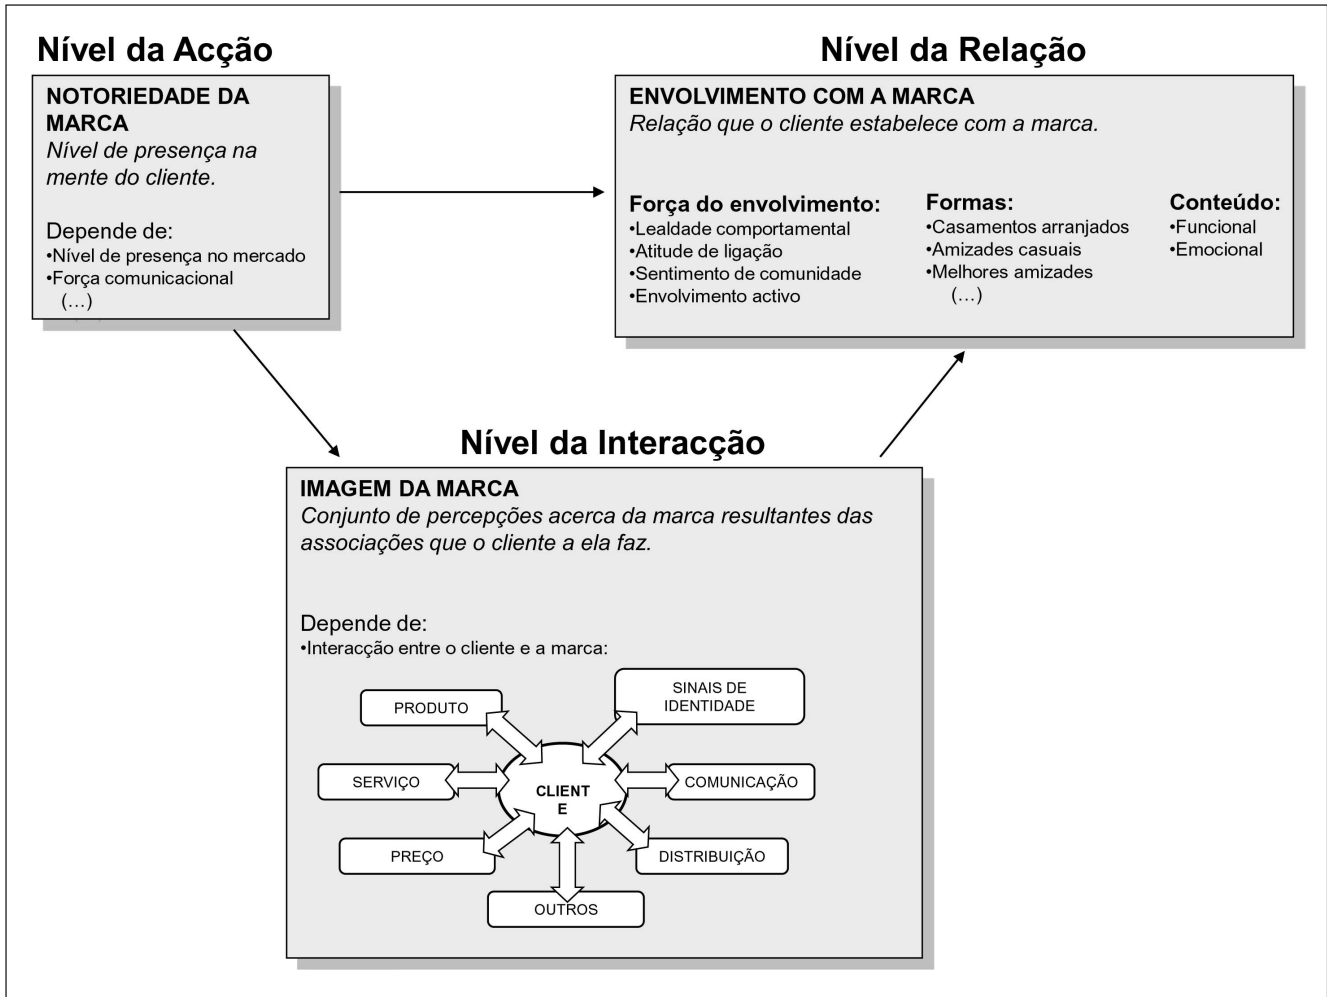 Nível da Acção
NOTORIEDADE DA
MARCA
Nível de presença na
mente do cliente.
Depende de:
•Nível de presença no mercado
•Força comunicacional
(…)
Nível da Relação
ENVOLVIMENTO COM A MARCA
Relação que o cliente estabelece com a marca.
Força do envolvimento:
•Lealdade comportamental
•Atitude de ligação
•Sentimento de comunidade
•Envolvimento activo
Formas:
•Casamentos arranjados
•Amizades casuais
•Melhores amizades
(…)
Conteúdo:
•Funcional
•Emocional
Nível da Interacção
IMAGEM DA MARCA
Conjunto de percepções acerca da marca resultantes das
associações que o cliente a ela faz.
Depende de:
•Interacção entre o cliente e a marca:
PRODUTO
SINAIS DE
IDENTIDADE
SERVIÇO
CLIENT
E
COMUNICAÇÃO
PREÇO
DISTRIBUIÇÃO
OUTROS